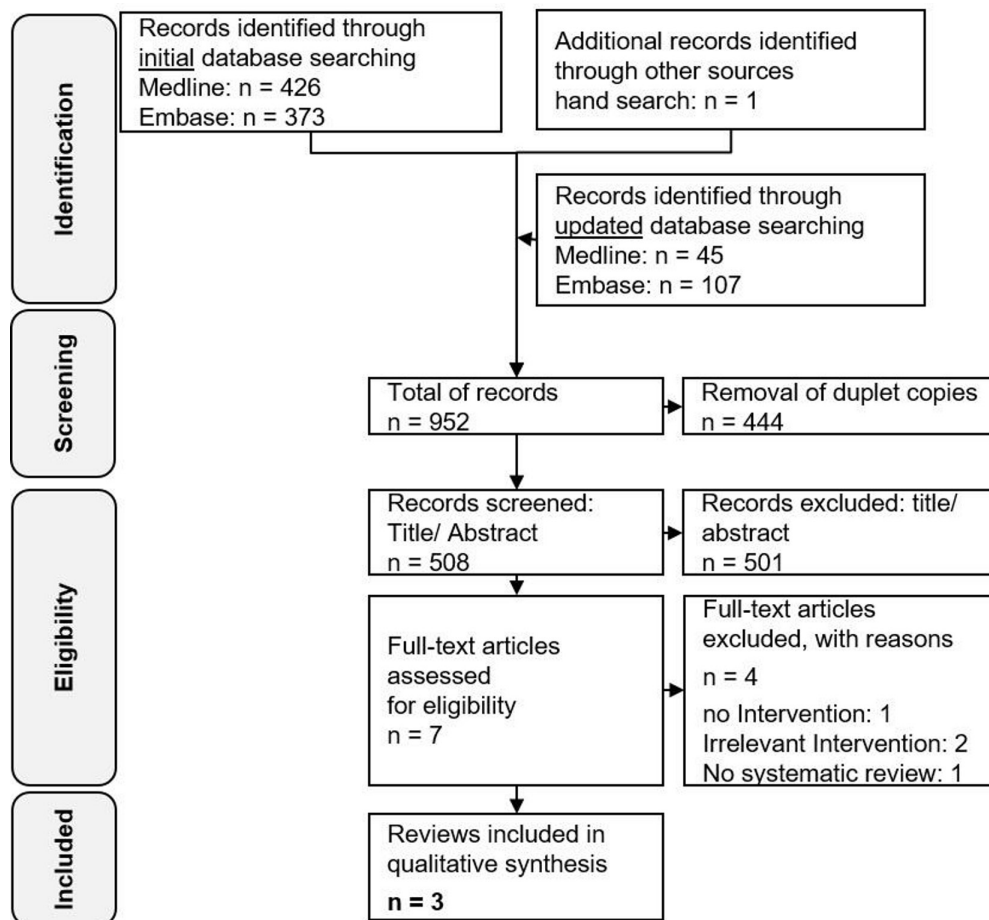 Identification
Records identified through
initial database searching
Medline: n = 426
Embase: n = 373
Additional records identified
through other sources
hand search: n = 1
Records identified through
updated database searching
Medline: n = 45
Embase: n = 107
Screening
Total of records
n = 952
Removal of duplet copies
n = 444
Eligibility
Records screened:
Title/ Abstract
n = 508
Records excluded: title/
abstract
n = 501
Full-text articles
assessed
for eligibility
n = 7
Full-text articles
excluded, with reasons
n = 4
no Intervention: 1
Irrelevant Intervention: 2
No systematic review: 1
Included
Reviews included in
qualitative synthesis
n = 3